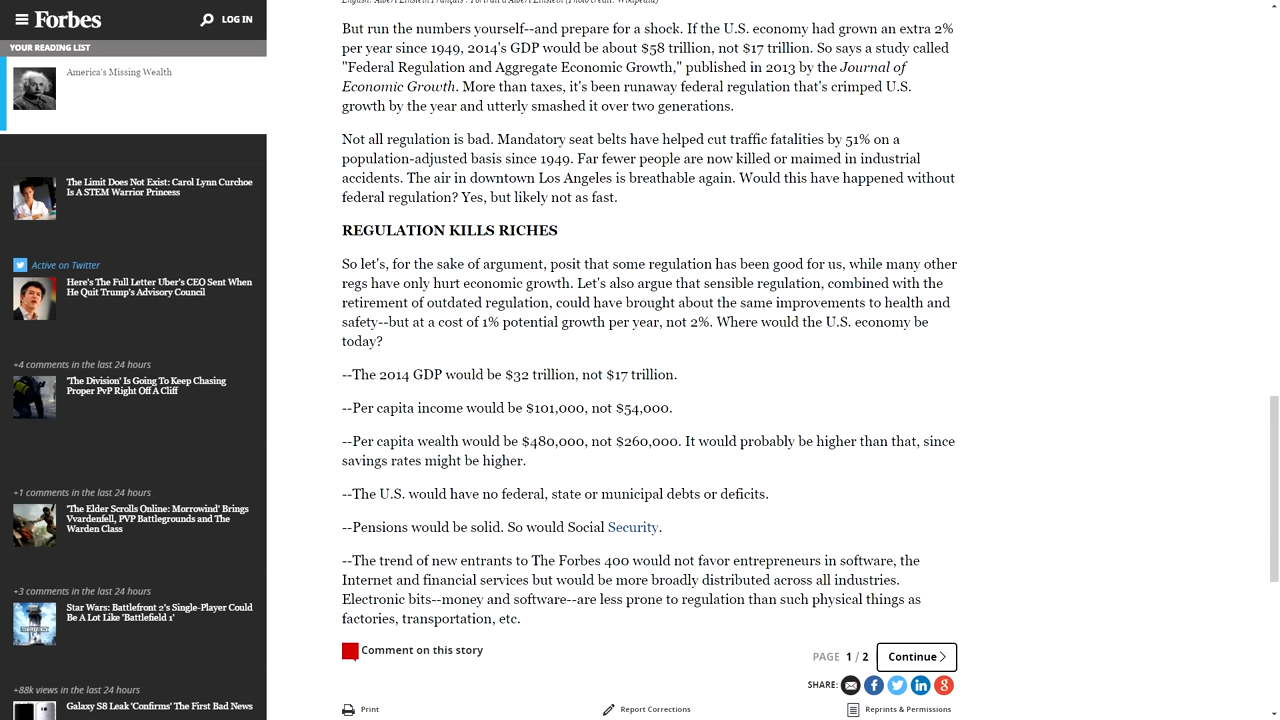 Forbes
LOG IN
YOUR READING LIST
America's Missing Wealth
The Limit Does Not Exist: Carol Lynn Curchoe
Is A STEM Warrior Princess
Active on Twitter
Here's The Full Letter Uber's CEO Sent When
He Quit Trump's Advisory Council
+4 comments in the last 24 hours
'The Division' Is Going To Keep Chasing
Proper PvP Right Off A Cliff
+1 comments in the last 24 hours
'The Elder Scrolls Online: Morrowind' Brings
Vvardenfell, PVP Battlegrounds and The
Warden Class
+3 comments in the last 24 hours
Star Wars: Battlefront 2's Single-Player Could
Be A Lot Like 'Battlefield 1'
+88k views in the last 24 hours
Galaxy S8 Leak 'Confirms' The First Bad News
But run the numbers yourself--and prepare for a shock. If the U.S. economy had grown an extra 2%
per year since 1949, 2014's GDP would be about $58 trillion, not $17 trillion. So says a study called
"Federal Regulation and Aggregate Economic Growth," published in 2013 by the Journal of
Economic Growth. More than taxes, it's been runaway federal regulation that's crimped U.S.
growth by the year and utterly smashed it over two generations.
Not all regulation is bad. Mandatory seat belts have helped cut traffic fatalities by 51% on a
population-adjusted basis since 1949. Far fewer people are now killed or maimed in industrial
accidents. The air in downtown Los Angeles is breathable again. Would this have happened without
federal regulation? Yes, but likely not as fast.
REGULATION KILLS RICHES
So let's, for the sake of argument, posit that some regulation has been good for us, while many other
regs have only hurt economic growth. Let's also argue that sensible regulation, combined with the
retirement of outdated regulation, could have brought about the same improvements to health and
safety--but at a cost of 1% potential growth per year, not 2%. Where would the U.S. economy be
today?
--The 2014 GDP would be $32 trillion, not $17 trillion.
--Per capita income would be $101,000, not $54,000.
--Per capita wealth would be $480,000, not $260,000. It would probably be higher than that, since
savings rates might be higher.
--The U.S. would have no federal, state or municipal debts or deficits.
--Pensions would be solid. So would Social Security.
--The trend of new entrants to The Forbes 400 would not favor entrepreneurs in software, the
Internet and financial services but would be more broadly distributed across all industries.
Electronic bits--money and software--are less prone to regulation than such physical things as
factories, transportation, etc.
Comment on this story
PAGE 1 / 2 Continue
SHARE:
Print
Report Corrections
Reprints & Permissions